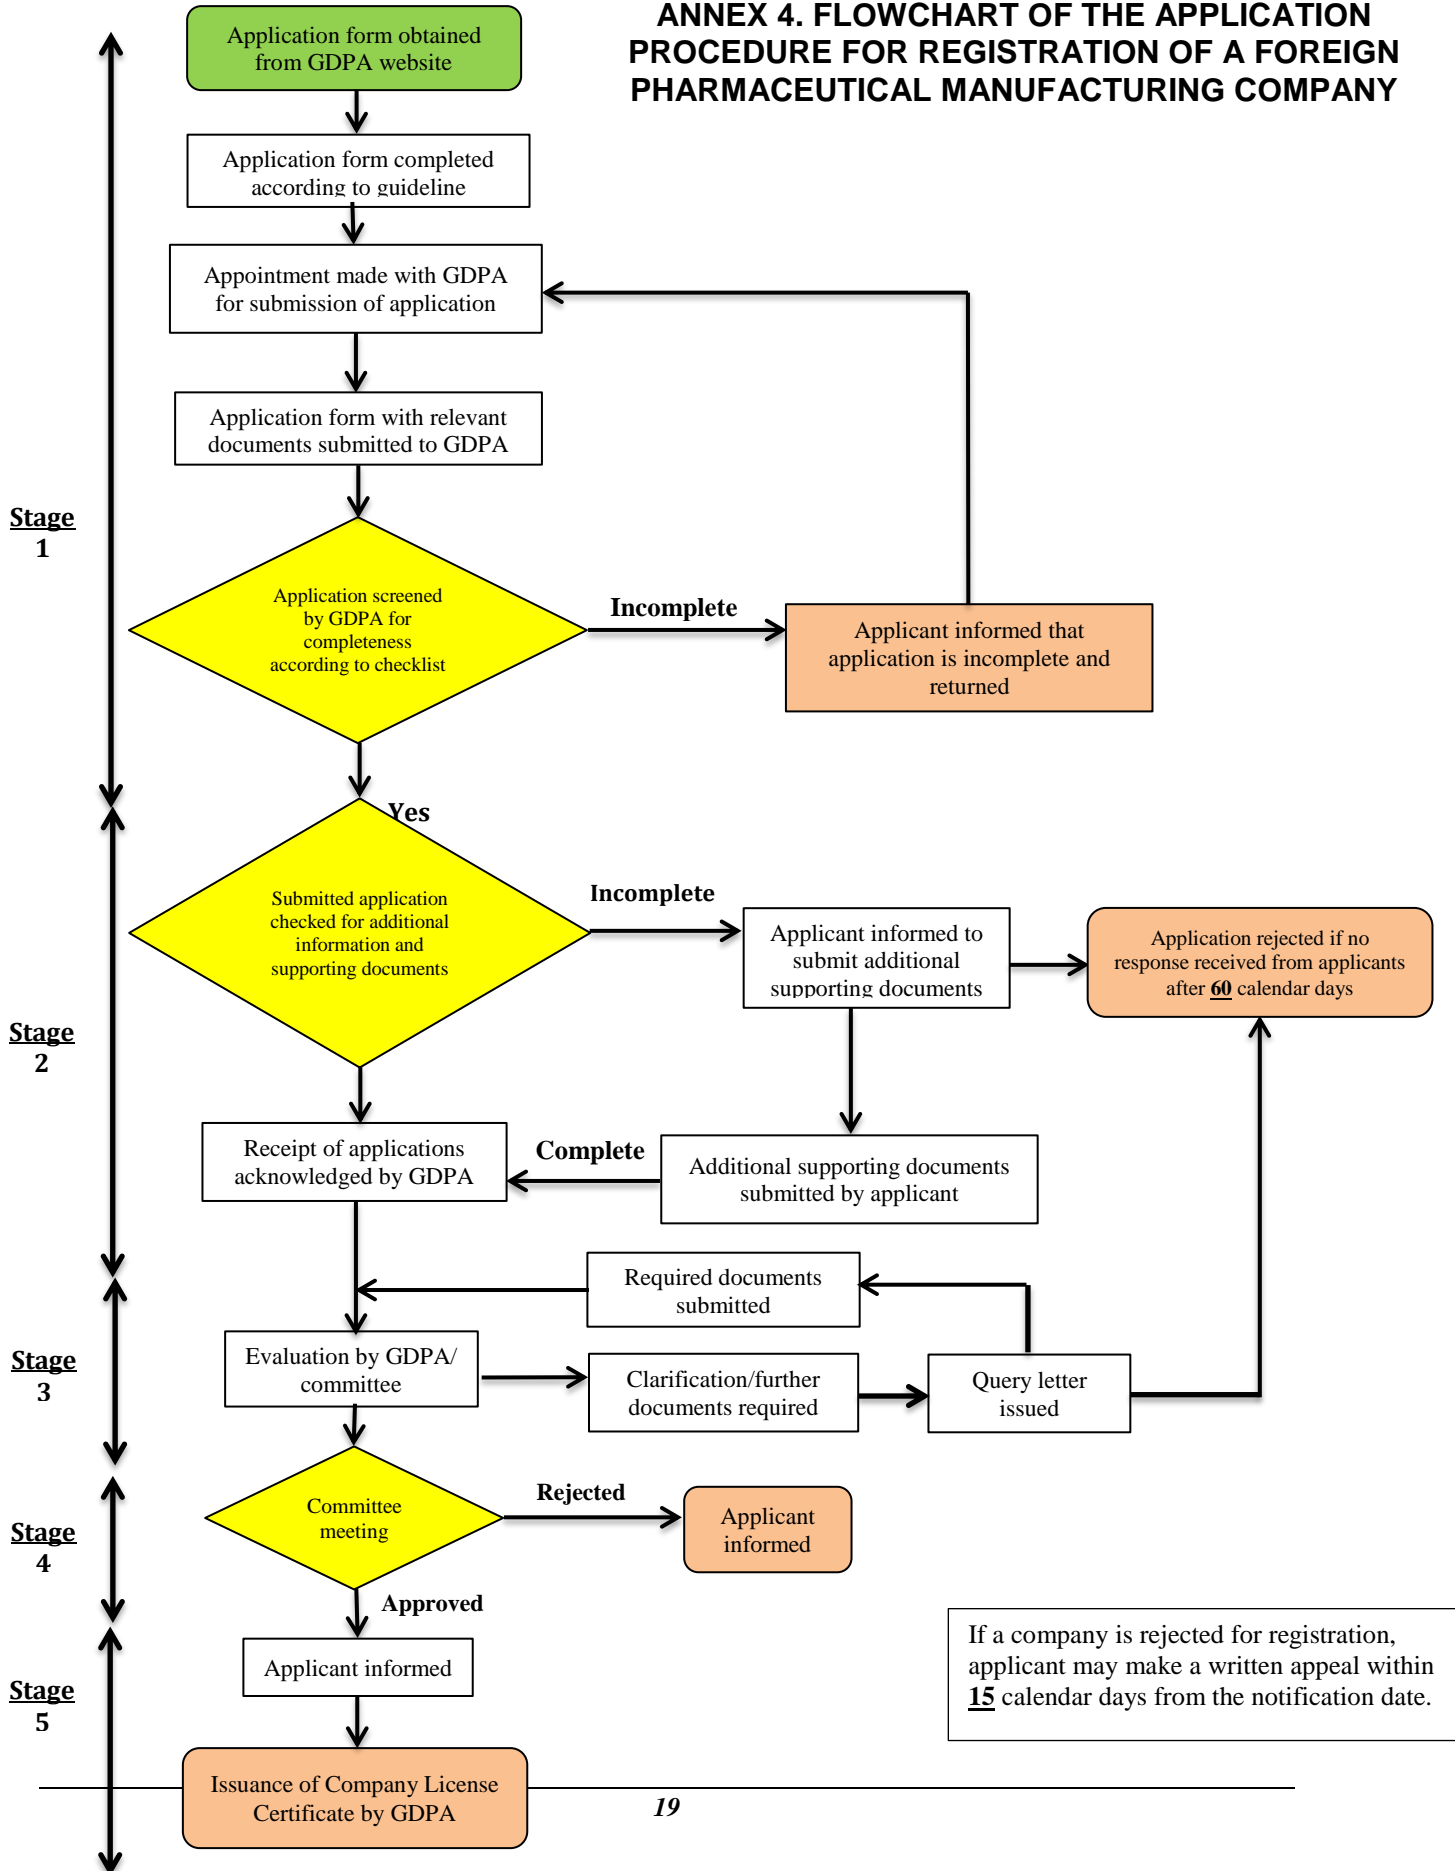 ANNEX 4. FLOWCHART OF THE APPLICATION
PROCEDURE FOR REGISTRATION OF A FOREIGN
PHARMACEUTICAL MANUFACTURING COMPANY
Application form obtained
from GDPA website
Application form completed
according to guideline
Appointment made with GDPA
for submission of application
Application form with relevant
documents submitted to GDPA
Stage
1
Application screened
by GDPA for
completeness
according to checklist
Incomplete
Applicant informed that
application is incomplete and
returned
Yes
Submitted application
checked for additional
information and
supporting documents
Incomplete
Applicant informed to
submit additional
supporting documents
Application rejected if no
response received from applicants
after 60 calendar days
Stage
2
Receipt of applications
acknowledged by GDPA
Complete
Additional supporting documents
submitted by applicant
Required documents
submitted
Stage
3
Evaluation by GDPA/
committee
Clarification/further
documents required
Query letter
issued
Stage
4
Committee
meeting
Rejected
Applicant
informed
Approved
If a company is rejected for registration,
applicant may make a written appeal within
15 calendar days from the notification date.
Stage
5
Applicant informed
Issuance of Company License
Certificate by GDPA
19